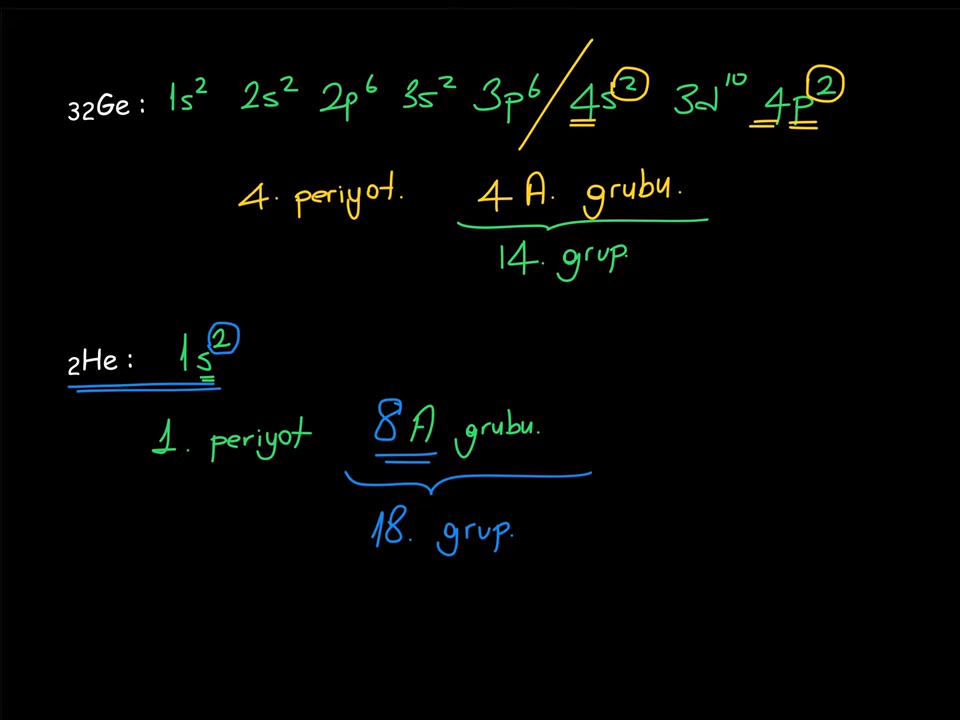 ₃₂Ge : 1s² 2s² 2p⁶ 3s² 3p⁶ / 4s² 3d¹⁰ 4p²
4. periyot. 4A. grubu.
14. grup.
₂He : 1s²
1. periyot 8A grubu.
18. grup.